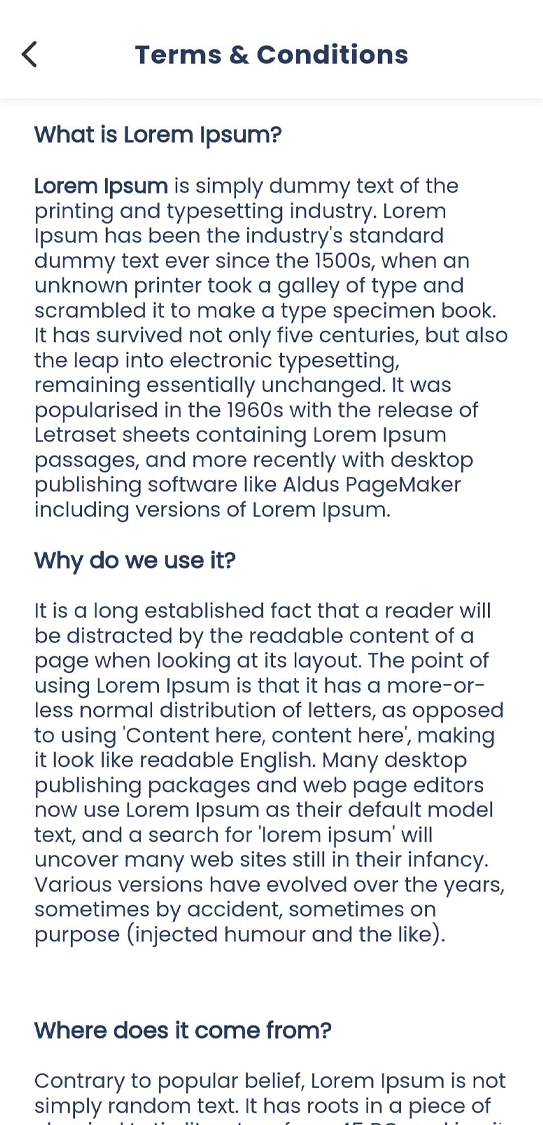 Terms & Conditions
What is Lorem Ipsum?
Lorem Ipsum is simply dummy text of the
printing and typesetting industry. Lorem
Ipsum has been the industry's standard
dummy text ever since the 1500s, when an
unknown printer took a galley of type and
scrambled it to make a type specimen book.
It has survived not only five centuries, but also
the leap into electronic typesetting,
remaining essentially unchanged. It was
popularised in the 1960s with the release of
Letraset sheets containing Lorem Ipsum
passages, and more recently with desktop
publishing software like Aldus PageMaker
including versions of Lorem Ipsum.
Why do we use it?
It is a long established fact that a reader will
be distracted by the readable content of a
page when looking at its layout. The point of
using Lorem Ipsum is that it has a more-or-
less normal distribution of letters, as opposed
to using 'Content here, content here', making
it look like readable English. Many desktop
publishing packages and web page editors
now use Lorem Ipsum as their default model
text, and a search for 'lorem ipsum' will
uncover many web sites still in their infancy.
Various versions have evolved over the years,
sometimes by accident, sometimes on
purpose (injected humour and the like).
Where does it come from?
Contrary to popular belief, Lorem Ipsum is not
simply random text. It has roots in a piece of